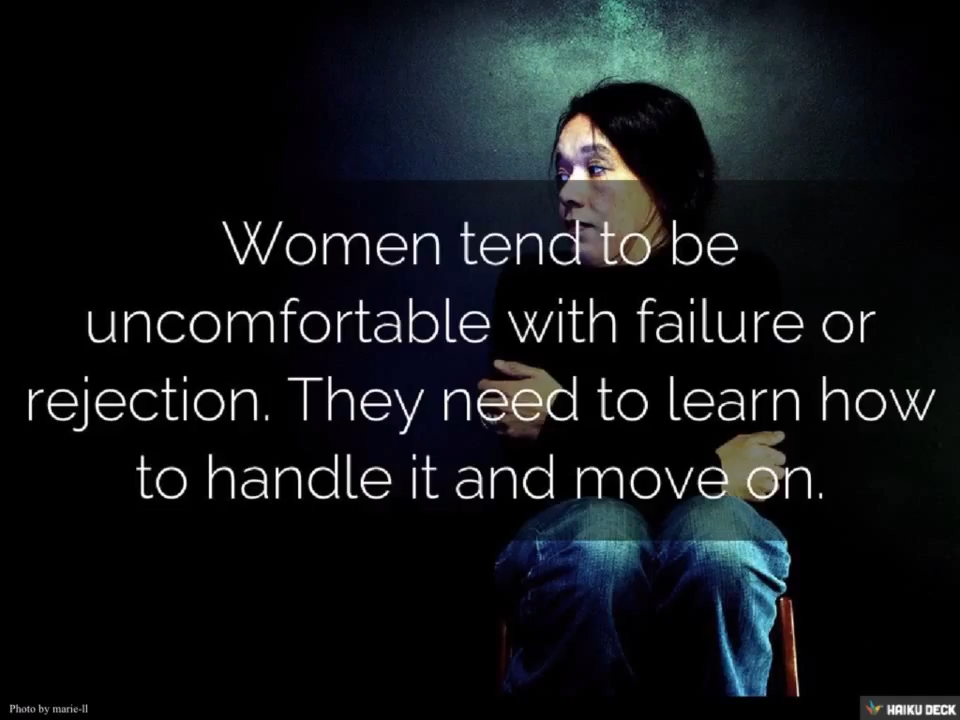 Women tend to be
uncomfortable with failure or
rejection. They need to learn how
to handle it and move on.
Photo by marie-ll
HAIKU DECK